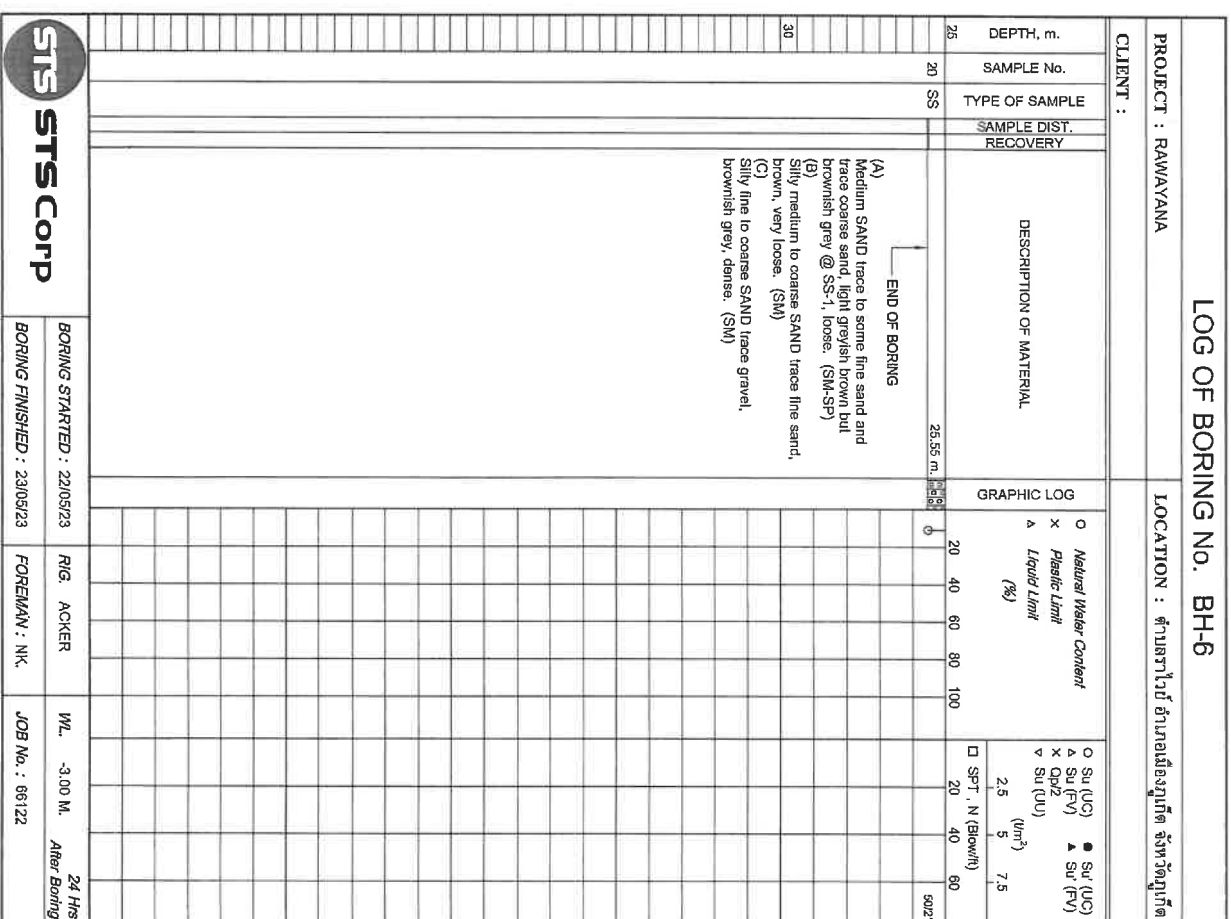 LOG OF BORING No. BH-6
PROJECT : RAWAYANA
LOCATION : ตำบลราไวย์ อำเภอเมืองภูเก็ต จังหวัดภูเก็ต
CLIENT :
DEPTH, m.
SAMPLE No.
TYPE OF SAMPLE
SAMPLE DIST.
RECOVERY
DESCRIPTION OF MATERIAL
GRAPHIC LOG
O Natural Water Content
X Plastic Limit
Δ Liquid Limit
(%)
20 40 60 80 100
O Su (UC) ● Su' (UC)
Δ Su (FV) ▲ Su' (FV)
X Qp/2
▽ Su (UU)
(t/m²)
2.5 5 7.5
□ SPT , N (Blow/ft)
20 40 60
25
20 SS
25.55 m.
50/2"
END OF BORING
(A)
Medium SAND trace to some fine sand and
trace coarse sand, light greyish brown but
brownish grey @ SS-1, loose. (SM-SP)
(B)
Silty medium to coarse SAND trace fine sand,
brown, very loose. (SM)
(C)
Silty fine to coarse SAND trace gravel,
brownish grey, dense. (SM)
30
STS STS Corp
BORING STARTED : 22/05/23
RIG. ACKER
WL. -3.00 M.
24 Hrs
After Boring
BORING FINISHED : 23/05/23
FOREMAN : NK.
JOB No. : 66122